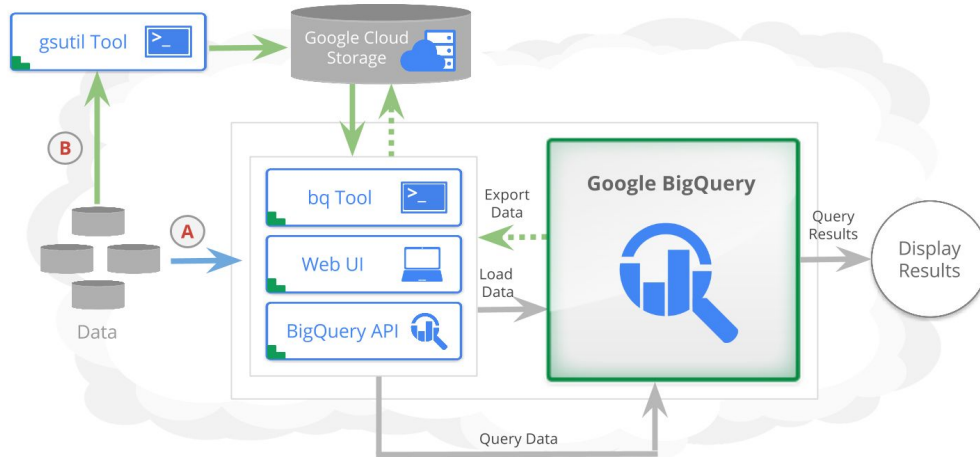 gsutil Tool
>_
Google Cloud
Storage
B
A
Data
bq Tool
>_
Web UI
BigQuery API
Export
Data
Load
Data
Query Data
Google BigQuery
Query
Results
Display
Results